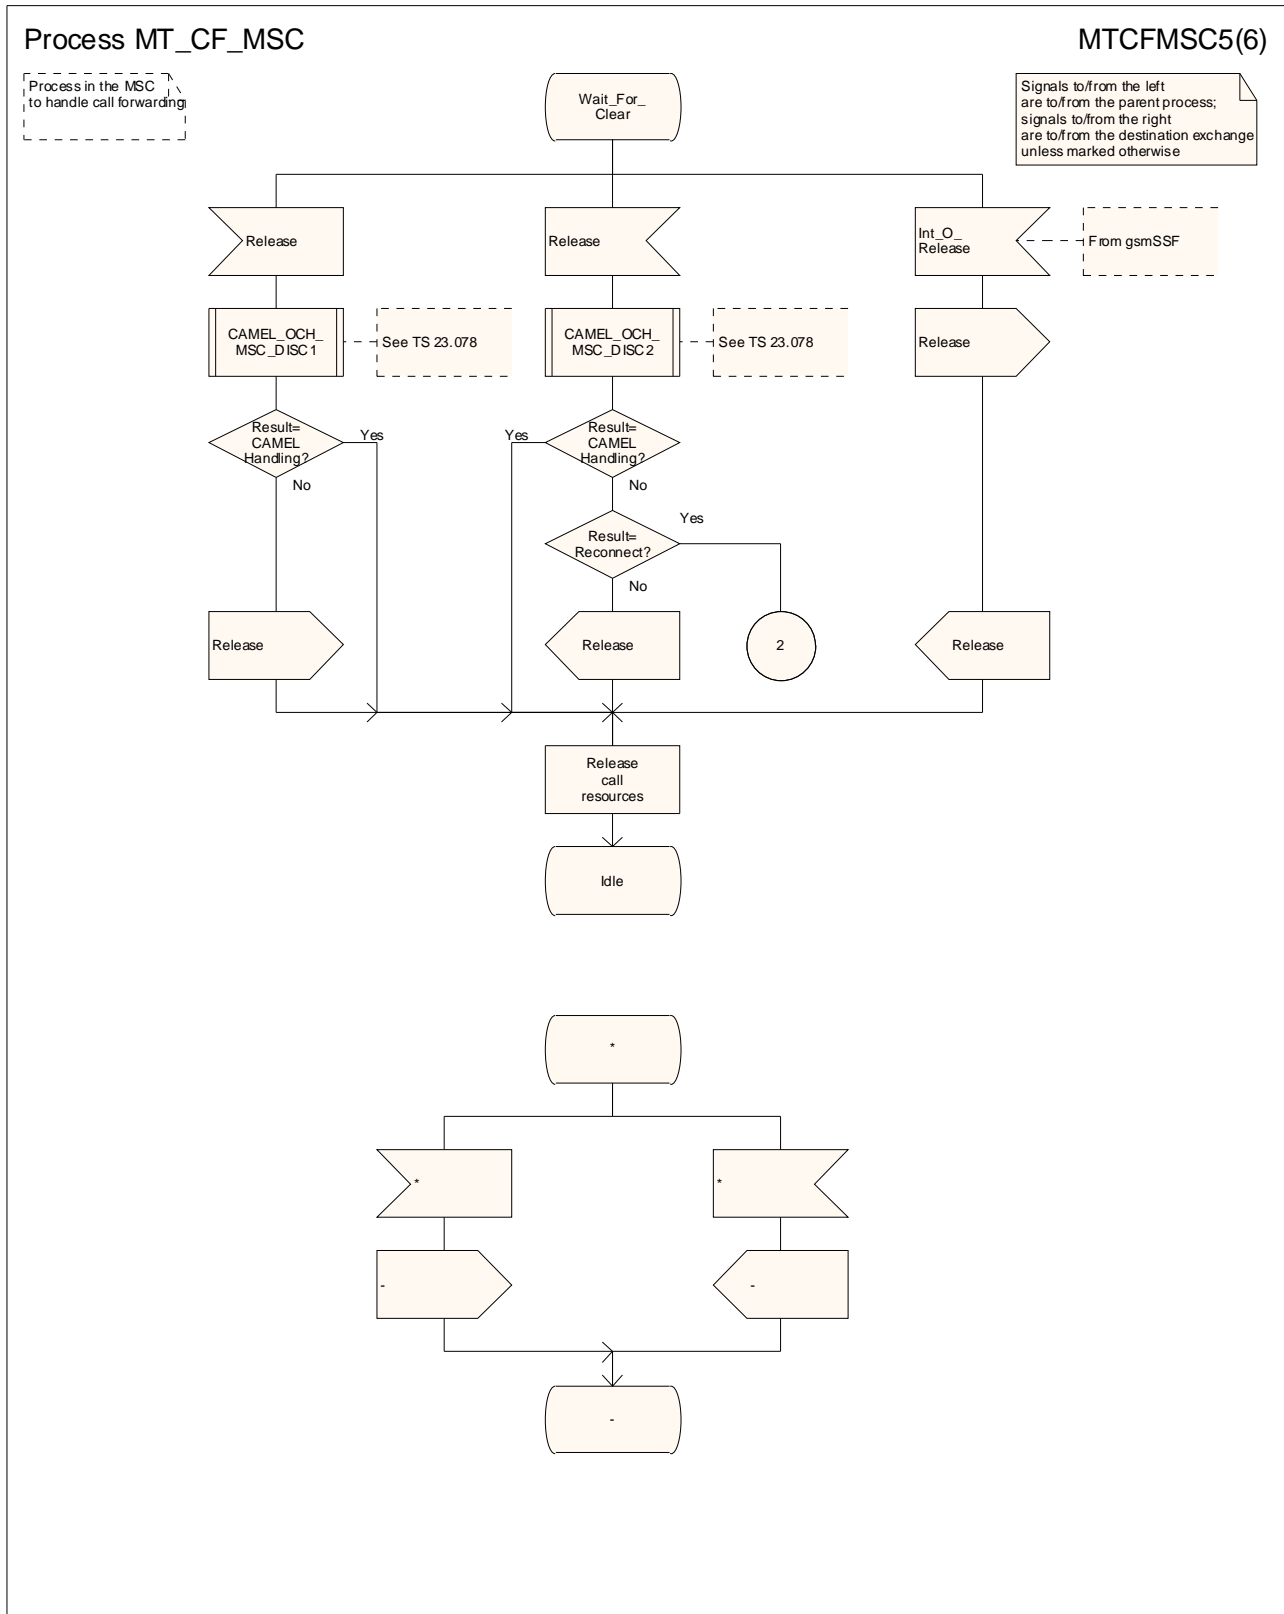 Process MT_CF_MSC
MTCFMSC5(6)
Process in the MSC
to handle call forwarding
Signals to/from the left
are to/from the parent process;
signals to/from the right
are to/from the destination exchange
unless marked otherwise
Wait_For_
Clear
Release
Release
Int_O_
Release
From gsmSSF
CAMEL_OCH_
MSC_DISC1
See TS 23.078
CAMEL_OCH_
MSC_DISC2
See TS 23.078
Release
Result=
CAMEL
Handling?
Yes
No
Yes
Result=
CAMEL
Handling?
No
Result=
Reconnect?
Yes
No
Release
Release
2
Release
Release
call
resources
Idle
*
*
*
-
-
-